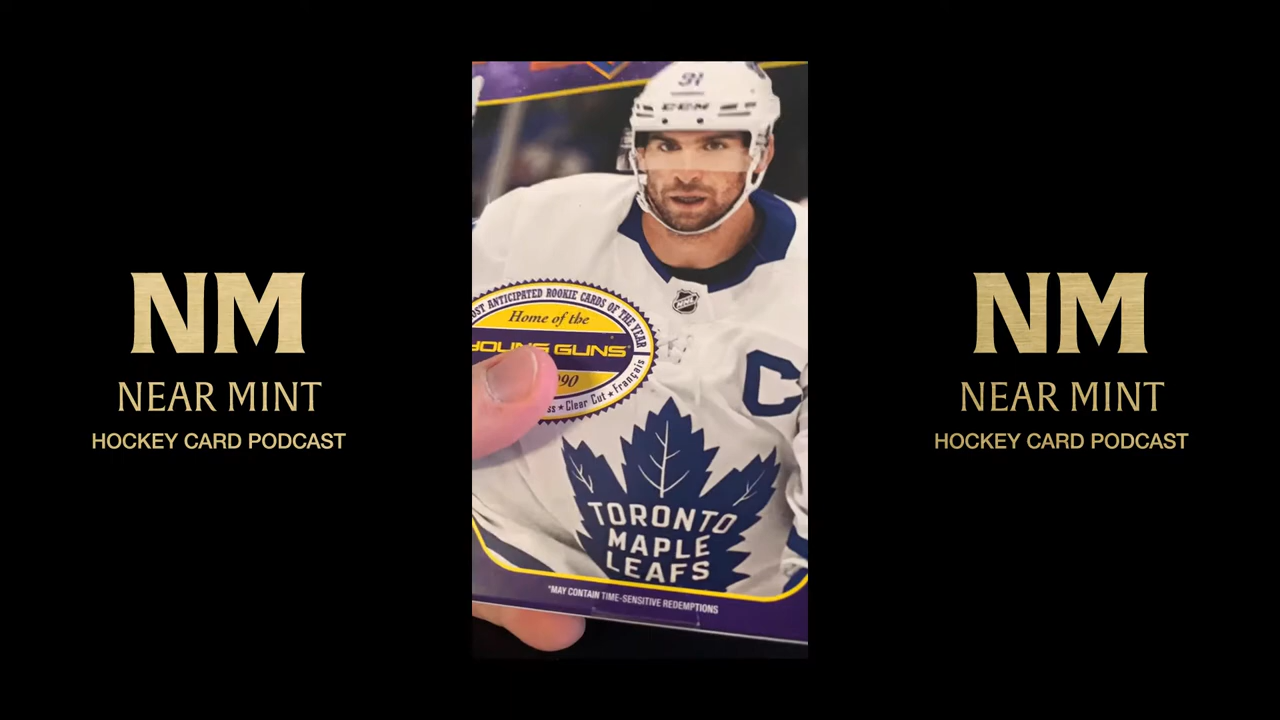 NM
NEAR MINT
HOCKEY CARD PODCAST
91
CCM
ANTICIPATED ROOKIE CARDS OF THE YEAR
Home of the
GUNS
Clear Cut ★ Français
NHL
C
TORONTO
MAPLE
LEAFS
*MAY CONTAIN TIME-SENSITIVE REDEMPTIONS
NM
NEAR MINT
HOCKEY CARD PODCAST